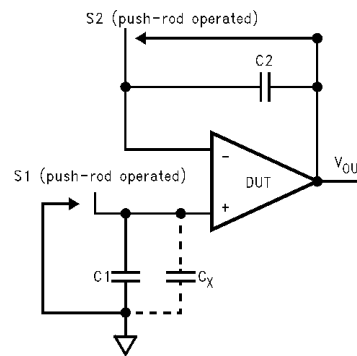 S2 (push-rod operated)
C2
S1 (push-rod operated)
-
DUT
+
C1
CX